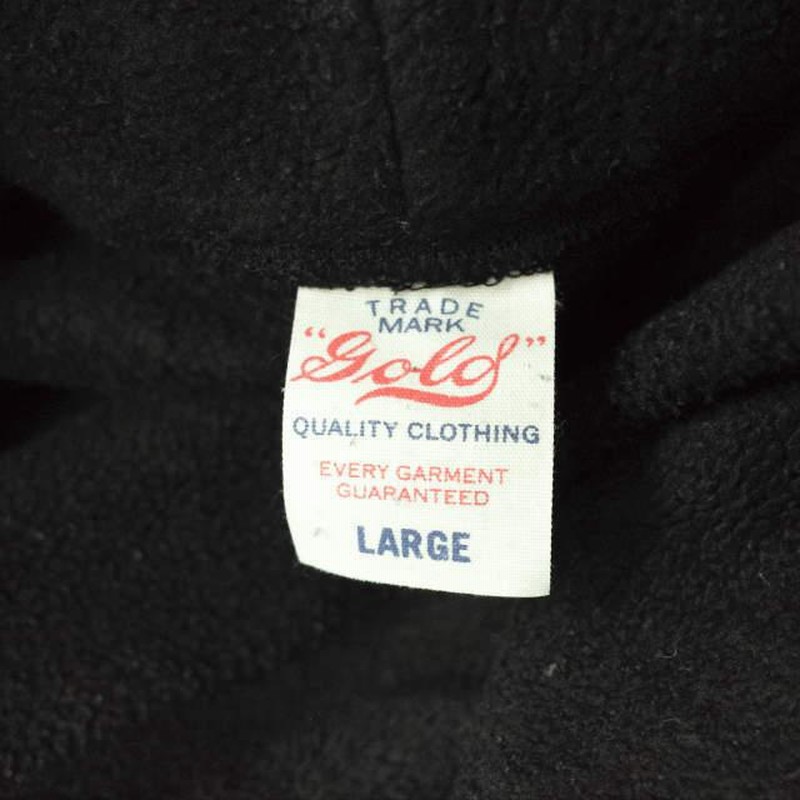 TRADE
MARK
"Gold"
QUALITY CLOTHING
EVERY GARMENT
GUARANTEED
LARGE